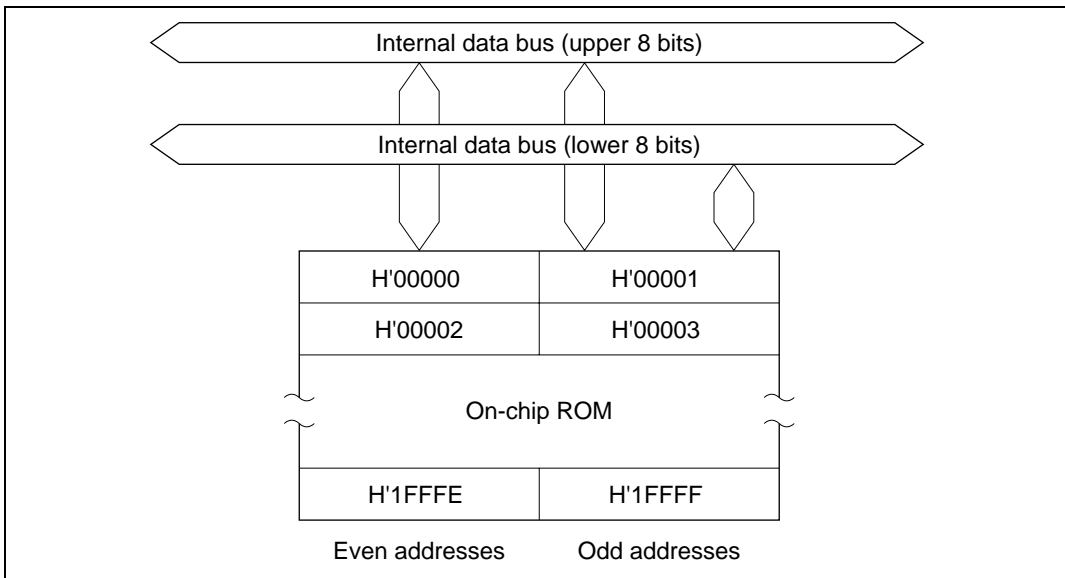 Internal data bus (upper 8 bits)
Internal data bus (lower 8 bits)
H'00000 H'00001
H'00002 H'00003
On-chip ROM
H'1FFFE H'1FFFF
Even addresses Odd addresses